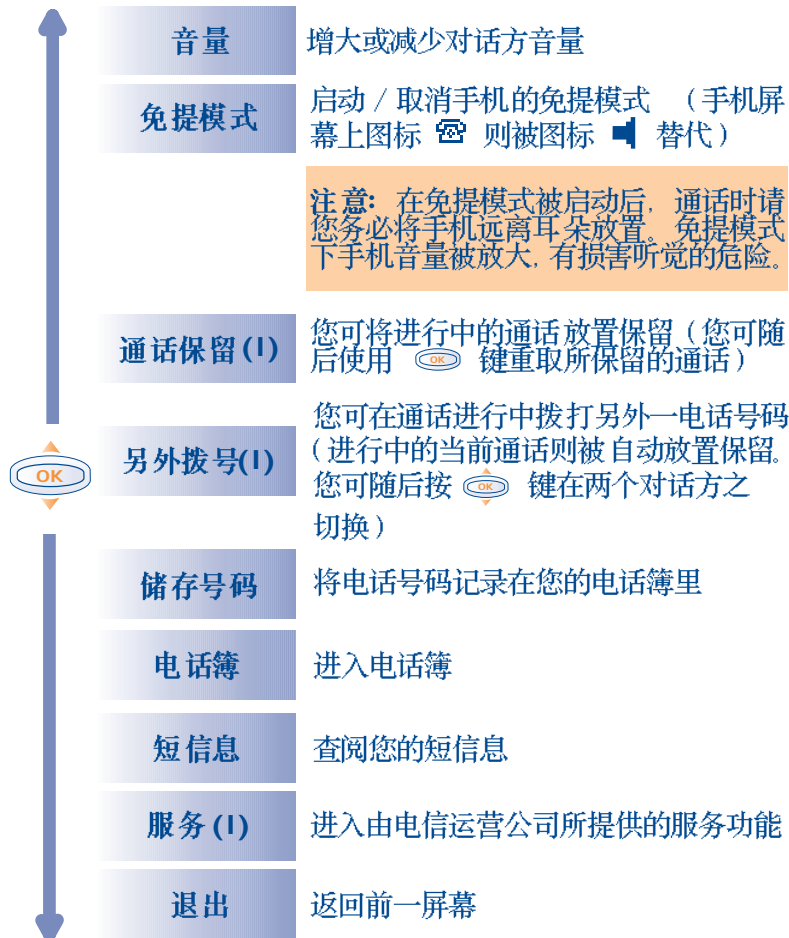 音量
增大或减少对话方音量
免提模式
启动 / 取消手机的免提模式 (手机屏
幕上图标 则被图标 替代)
注意: 在免提模式被启动后, 通话时请
您务必将手机远离耳朵放置。免提模式
下手机音量被放大, 有损害听觉的危险。
通话保留(I)
您可将进行中的通话放置保留(您可随
后使用 OK 键重取所保留的通话)
另外拨号(I)
您可在通话进行中拨打另外一电话号码
(进行中的当前通话则被自动放置保留。
您可随后按 OK 键在两个对话方之
切换)
OK
储存号码
将电话号码记录在您的电话簿里
电话簿
进入电话簿
短信息
查阅您的短信息
服务(I)
进入由电信运营公司所提供的服务功能
退出
返回前一屏幕